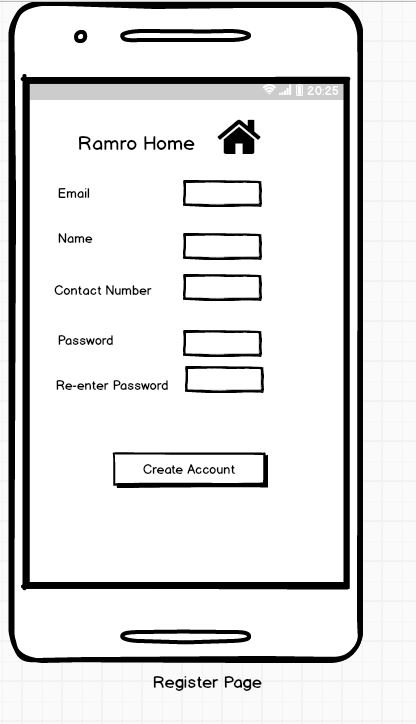 20:25
Ramro Home
Email
Name
Contact Number
Password
Re-enter Password
Create Account
Register Page